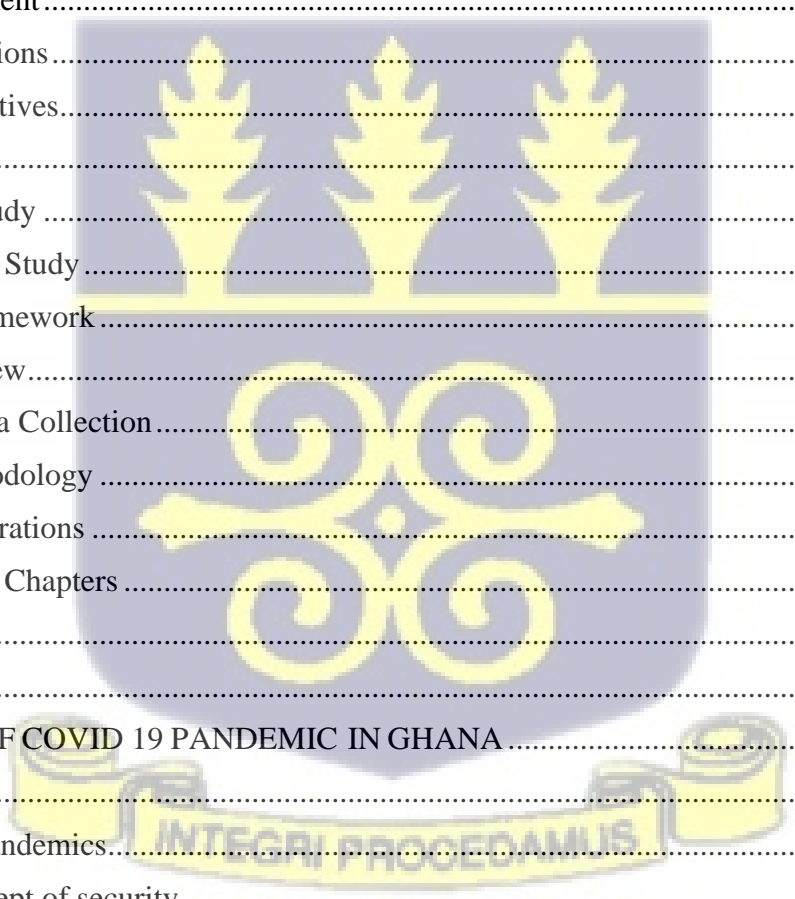 ent ........................................................................
ions ........................................................................
tives ........................................................................
........................................................................
udy ........................................................................
Study ........................................................................
mework ........................................................................
ew ........................................................................
a Collection ........................................................................
odology ........................................................................
rations ........................................................................
Chapters ........................................................................
........................................................................
........................................................................
F COVID 19 PANDEMIC IN GHANA ........................................
........................................................................
ndemics ........................................................................
INTEGRI PROCEDAMUS
ept of security